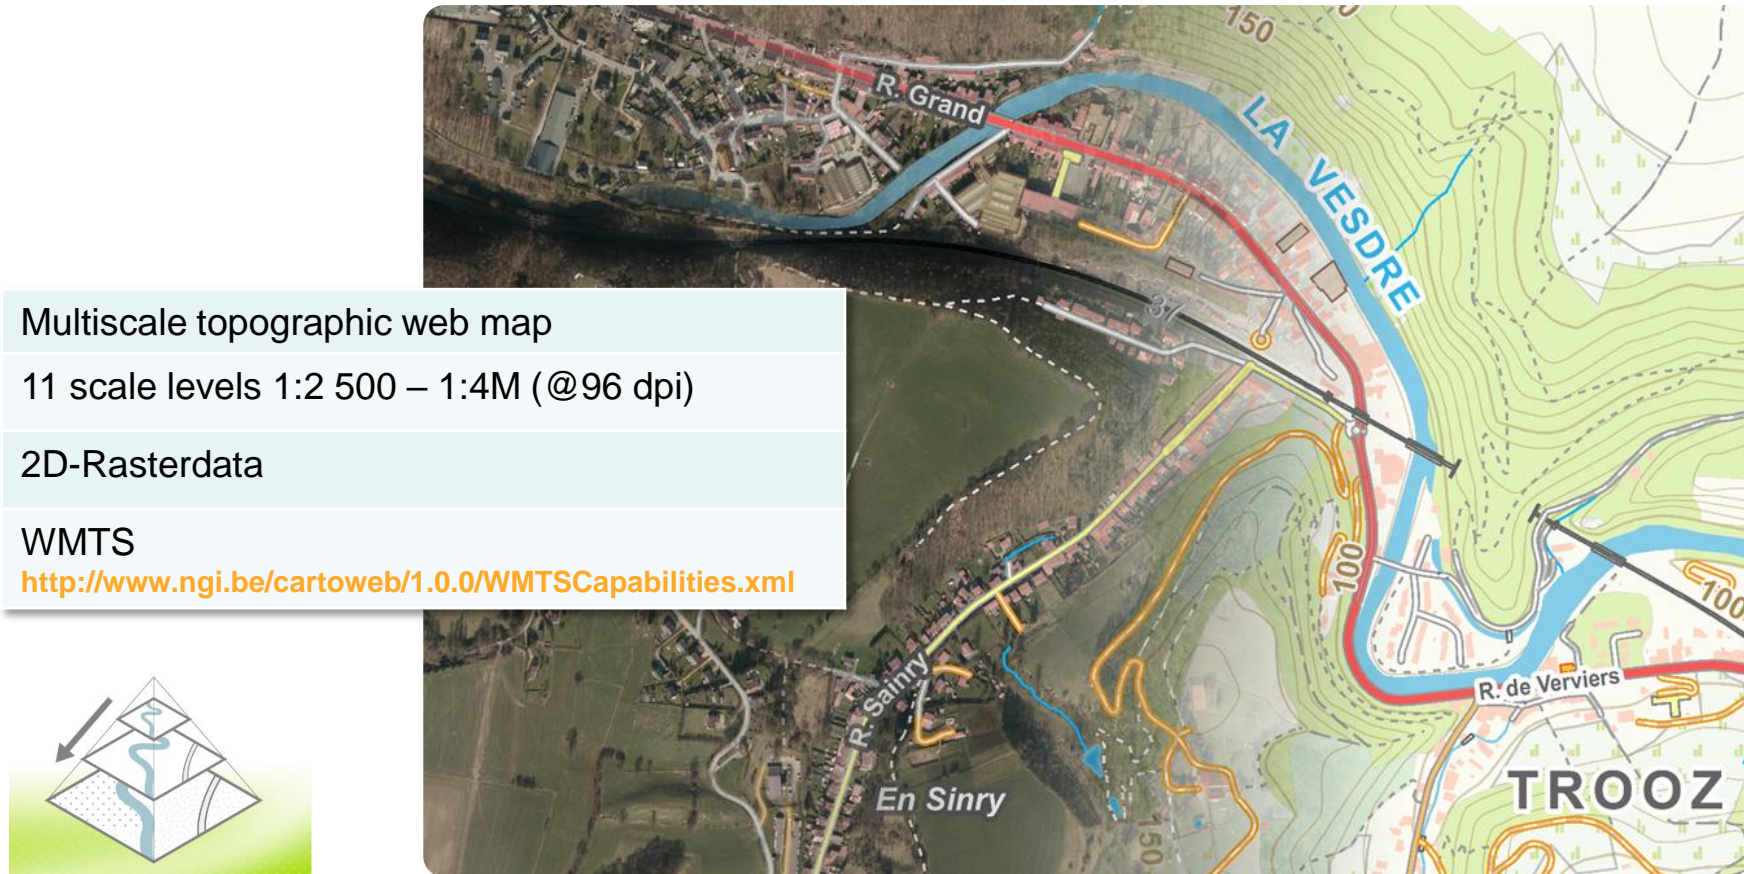 150
R. Grand
LA VESDRE
Multiscale topographic web map
37
11 scale levels 1:2 500 – 1:4M (@96 dpi)
2D-Rasterdata
WMTS
http://www.ngi.be/cartoweb/1.0.0/WMTSCapabilities.xml
100
100
R. Sainry
R. de Verviers
En Sinry
TROOZ
150